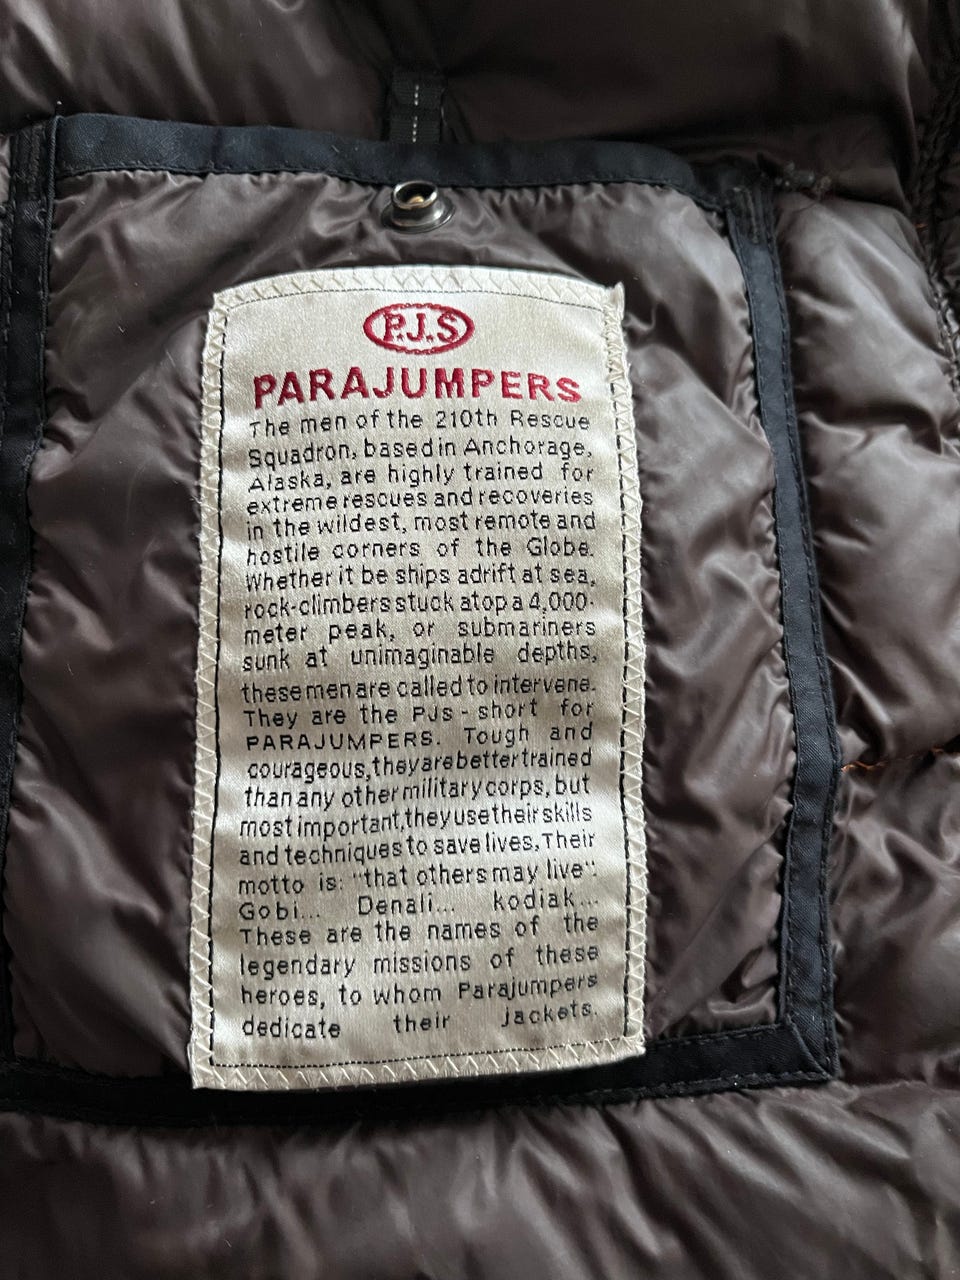 P.J.S
PARAJUMPERS
The men of the 210th Rescue
Squadron, based in Anchorage,
Alaska, are highly trained for
extreme rescues and recoveries
in the wildest, most remote and
hostile corners of the Globe.
Whether it be ships adrift at sea,
rock-climbers stuck atop a 4,000-
meter peak, or submariners
sunk at unimaginable depths,
these men are called to intervene.
They are the PJs - short for
PARAJUMPERS. Tough and
courageous, they are better trained
than any other military corps, but
most important, they use their skills
and techniques to save lives. Their
motto is: "that others may live".
Gobi... Denali... kodiak...
These are the names of the
legendary missions of these
heroes, to whom Parajumpers
dedicate their jackets.